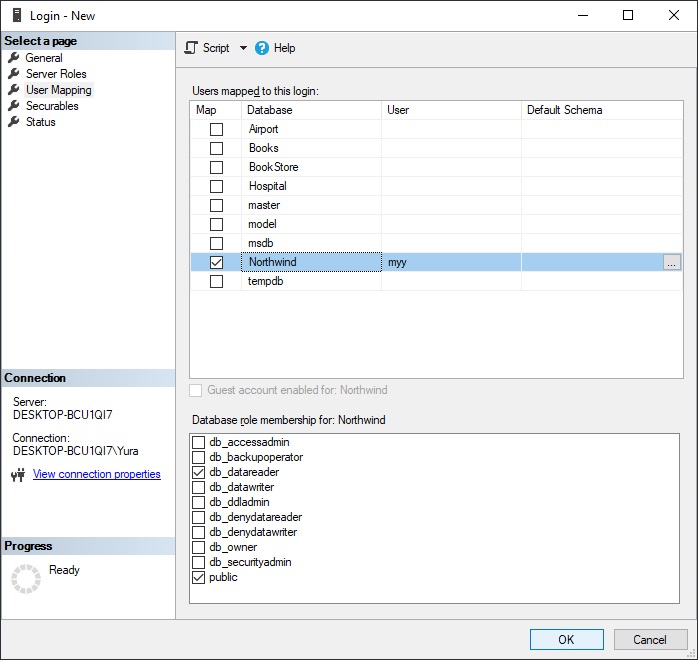 Login - New
Select a page
General
Server Roles
User Mapping
Securables
Status
Script
Help
Users mapped to this login:
Map Database User Default Schema
Airport
Books
BookStore
Hospital
master
model
msdb
Northwind myy ...
tempdb
Guest account enabled for: Northwind
Database role membership for: Northwind
db_accessadmin
db_backupoperator
db_datareader
db_datawriter
db_ddladmin
db_denydatareader
db_denydatawriter
db_owner
db_securityadmin
public
Connection
Server:
DESKTOP-BCU1QI7
Connection:
DESKTOP-BCU1QI7\Yura
View connection properties
Progress
Ready
OK Cancel